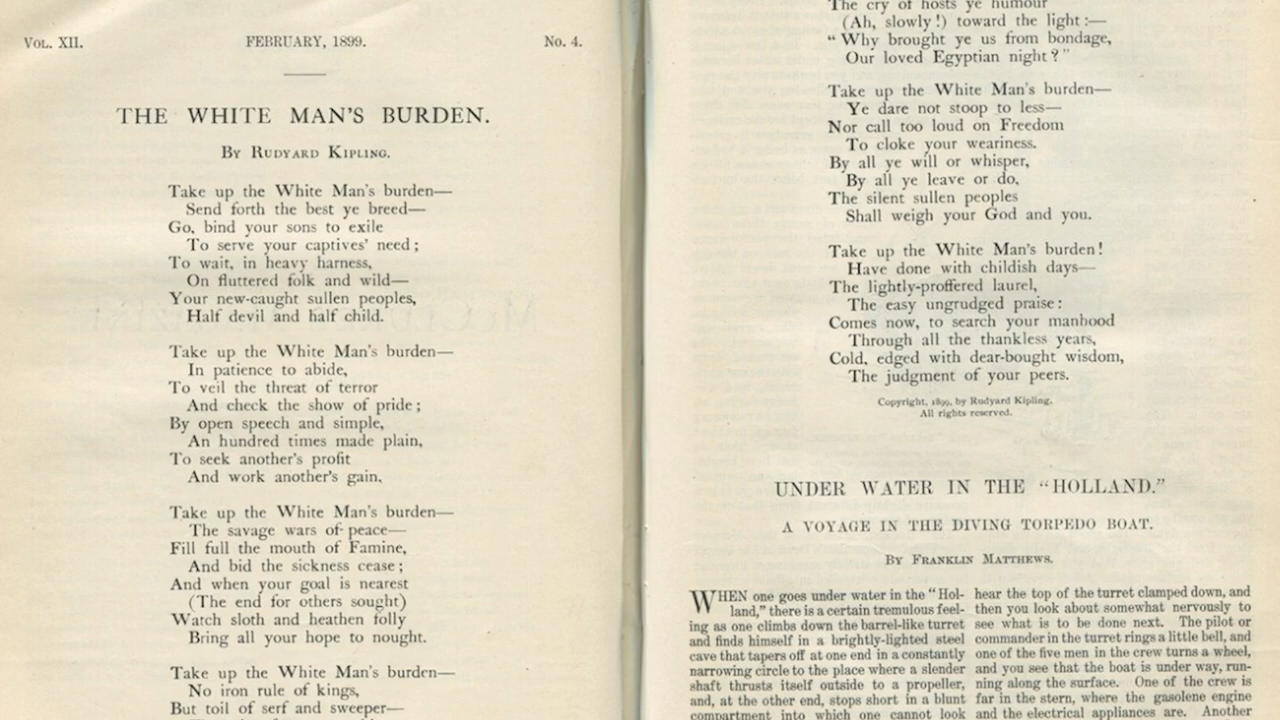 VOL. XII.
FEBRUARY, 1899.
No. 4.
THE WHITE MAN'S BURDEN.
BY RUDYARD KIPLING.
Take up the White Man's burden—
Send forth the best ye breed—
Go, bind your sons to exile
To serve your captives' need;
To wait, in heavy harness,
On fluttered folk and wild—
Your new-caught sullen peoples,
Half devil and half child.
Take up the White Man's burden—
In patience to abide,
To veil the threat of terror
And check the show of pride;
By open speech and simple,
An hundred times made plain,
To seek another's profit
And work another's gain.
Take up the White Man's burden—
The savage wars of peace—
Fill full the mouth of Famine,
And bid the sickness cease;
And when your goal is nearest
(The end for others sought)
Watch sloth and heathen folly
Bring all your hope to nought.
Take up the White Man's burden—
No iron rule of kings,
But toil of serf and sweeper—
The cry of hosts ye humour
(Ah, slowly!) toward the light:—
"Why brought ye us from bondage,
Our loved Egyptian night?"
Take up the White Man's burden—
Ye dare not stoop to less—
Nor call too loud on Freedom
To cloke your weariness.
By all ye will or whisper,
By all ye leave or do,
The silent sullen peoples
Shall weigh your God and you.
Take up the White Man's burden!
Have done with childish days—
The lightly-proffered laurel,
The easy ungrudged praise:
Comes now, to search your manhood
Through all the thankless years,
Cold, edged with dear-bought wisdom,
The judgment of your peers.
Copyright, 1899, by Rudyard Kipling.
All rights reserved.
UNDER WATER IN THE "HOLLAND."
A VOYAGE IN THE DIVING TORPEDO BOAT.
BY FRANKLIN MATTHEWS.
WHEN one goes under water in the "Hol-
land," there is a certain tremulous feel-
ing as one climbs down the barrel-like turret
and finds himself in a brightly-lighted steel
cave that tapers off at one end in a constantly
narrowing circle to the place where a slender
shaft thrusts itself outside to a propeller,
and, at the other end, stops short in a blunt
compartment into which one cannot look
hear the top of the turret clamped down, and
then you look about somewhat nervously to
see what is to be done next. The pilot or
commander in the turret rings a little bell, and
one of the five men in the crew turns a wheel,
and you see that the boat is under way, run-
ning along the surface. One of the crew is
far in the stern, where the gasolene engine
and the electrical appliances are. Another